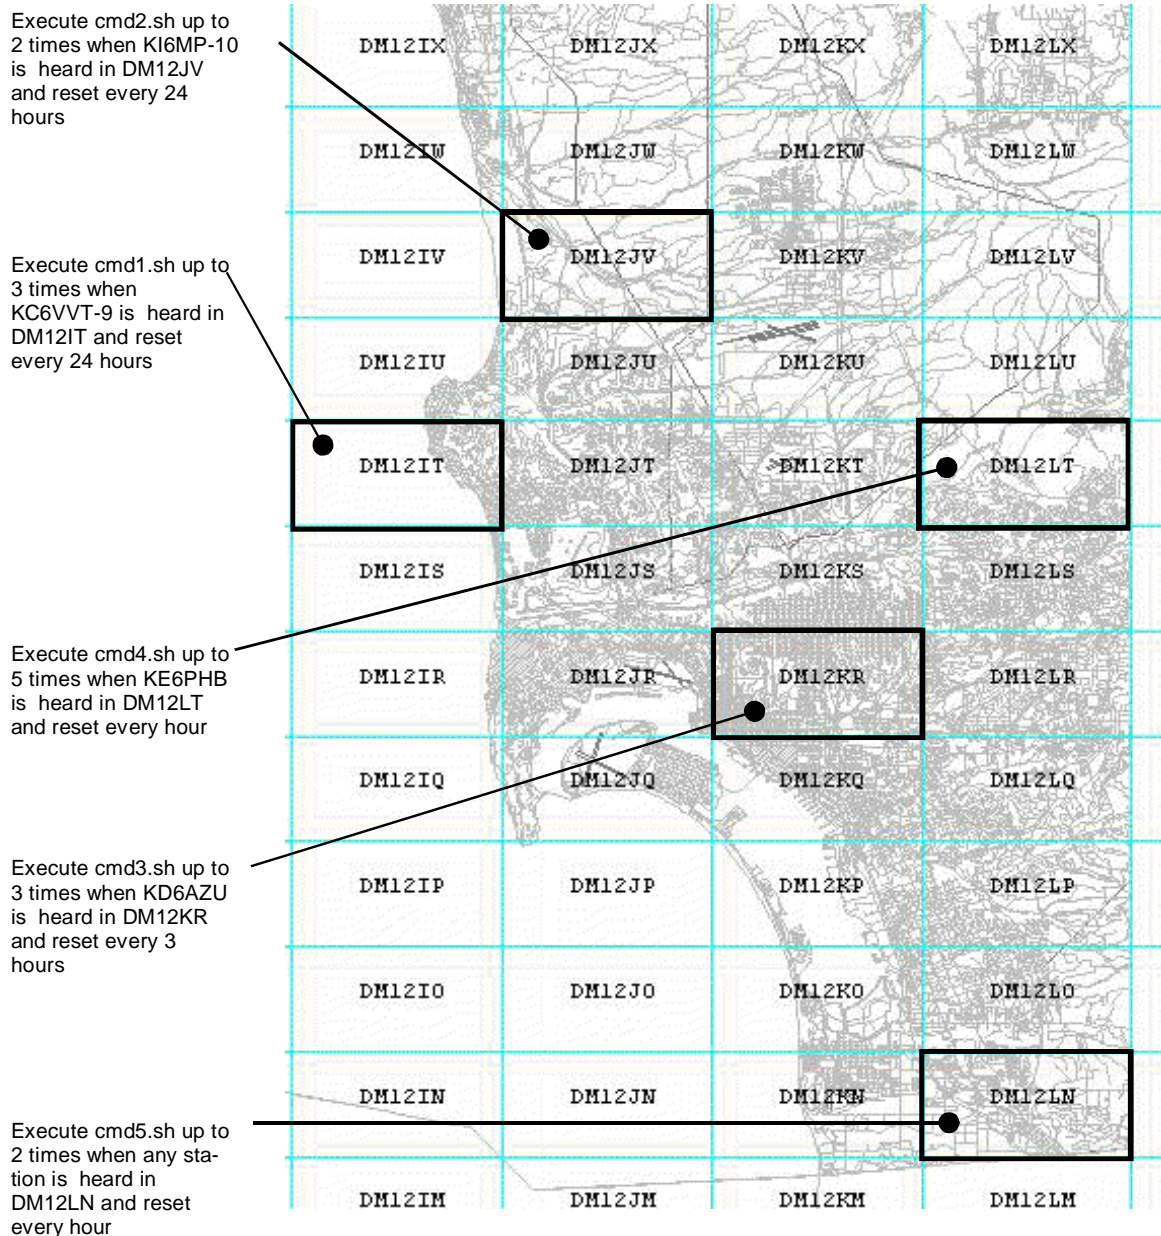 Execute cmd2.sh up to
2 times when KI6MP-10
is heard in DM12JV
and reset every 24
hours
Execute cmd1.sh up to
3 times when
KC6VVT-9 is heard in
DM12IT and reset
every 24 hours
Execute cmd4.sh up to
5 times when KE6PHB
is heard in DM12LT
and reset every hour
Execute cmd3.sh up to
3 times when KD6AZU
is heard in DM12KR
and reset every 3
hours
Execute cmd5.sh up to
2 times when any sta-
tion is heard in
DM12LN and reset
every hour
DM12IX DM12JX DM12KX DM12LX
DM12IW DM12JW DM12KW DM12LW
DM12IV DM12JV DM12KV DM12LV
DM12IU DM12JU DM12KU DM12LU
DM12IT DM12JT DM12KT DM12LT
DM12IS DM12JS DM12KS DM12LS
DM12IR DM12JR DM12KR DM12LR
DM12IQ DM12JQ DM12KQ DM12LQ
DM12IP DM12JP DM12KP DM12LP
DM12IO DM12JO DM12KO DM12LO
DM12IN DM12JN DM12KN DM12LN
DM12IM DM12JM DM12KM DM12LM